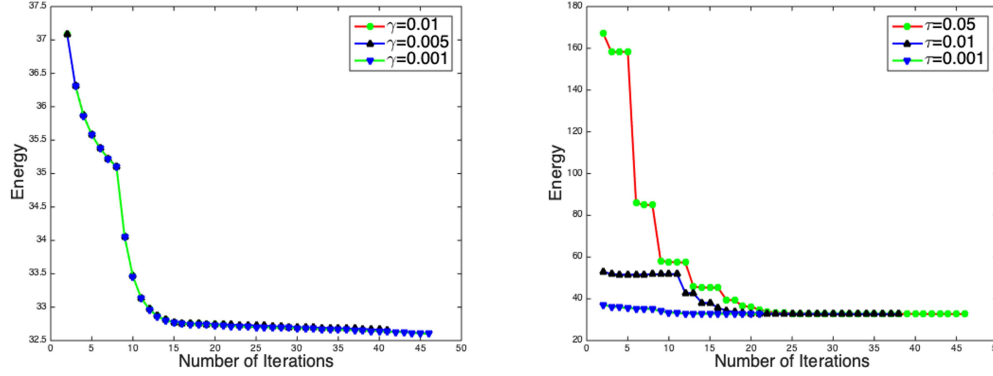 37.5
37
36.5
36
35.5
35
34.5
34
33.5
33
32.5
Energy
0 5 10 15 20 25 30 35 40 45 50
Number of Iterations
γ=0.01
γ=0.005
γ=0.001
180
160
140
120
100
80
60
40
20
Energy
0 5 10 15 20 25 30 35 40 45
Number of Iterations
τ=0.05
τ=0.01
τ=0.001